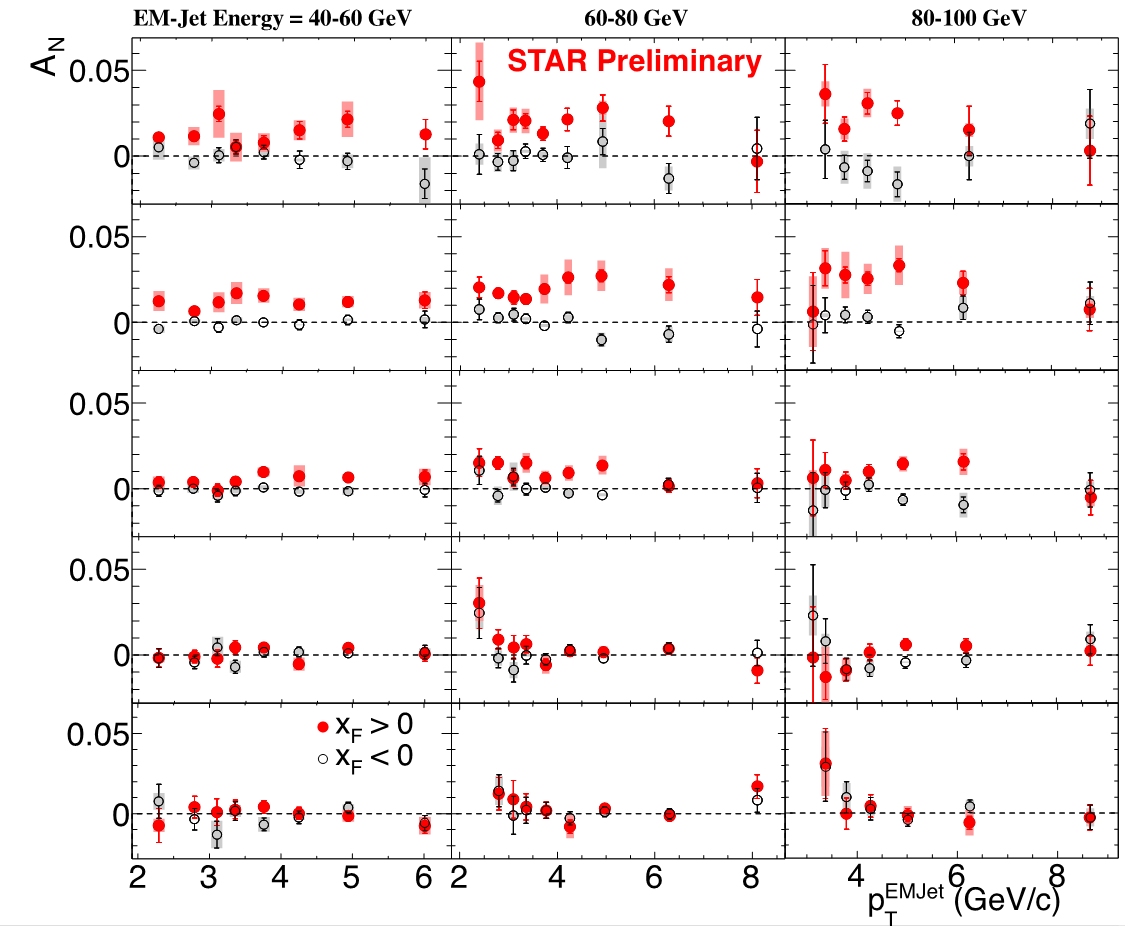 EM-Jet Energy = 40-60 GeV 60-80 GeV 80-100 GeV
A_N
STAR Preliminary
0.05
0
0.05
0
0.05
0
0.05
0
x_F > 0
x_F < 0
0.05
0
2 3 4 5 6 2 4 6 8 4 6 8
p_T^EMJet (GeV/c)